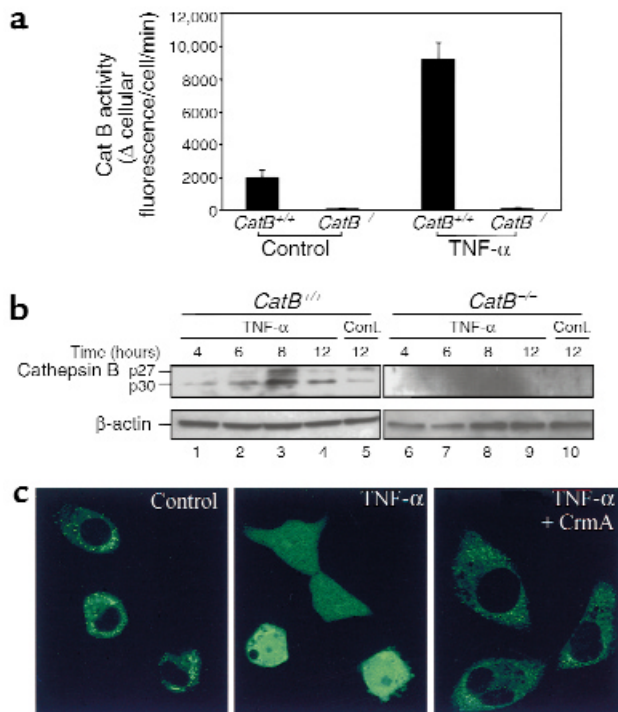 a
Cat B activity
(Δ cellular
fluorescence/cell/min)
12,000
10,000
8000
6000
4000
2000
0
CatB+/+ CatB-/- CatB+/+ CatB-/-
Control TNF-α
b
CatB+/+ CatB-/-
TNF-α Cont. TNF-α Cont.
Time (hours) 4 6 8 12 12 4 6 8 12 12
Cathepsin B p27
p30
β-actin
1 2 3 4 5 6 7 8 9 10
c
Control TNF-α TNF-α
+ CrmA